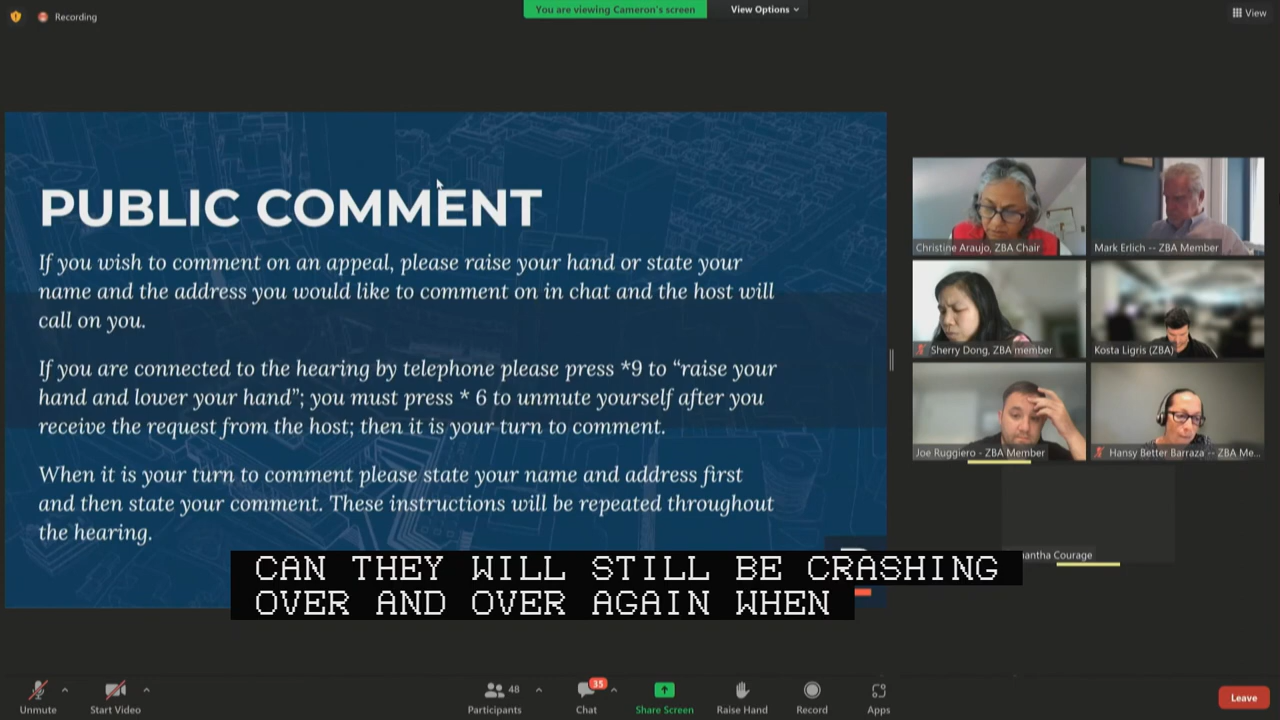 Recording
You are viewing Cameron's screen
View Options
View
PUBLIC COMMENT
If you wish to comment on an appeal, please raise your hand or state your
name and the address you would like to comment on in chat and the host will
call on you.
If you are connected to the hearing by telephone please press *9 to “raise your
hand and lower your hand”; you must press * 6 to unmute yourself after you
receive the request from the host; then it is your turn to comment.
When it is your turn to comment please state your name and address first
and then state your comment. These instructions will be repeated throughout
the hearing.
Christine Araujo, ZBA Chair
Mark Erlich -- ZBA Member
Sherry Dong, ZBA member
Kosta Ligris (ZBA)
Joe Ruggiero - ZBA Member
Hansy Better Barraza -- ZBA Me...
antha Courage
CAN THEY WILL STILL BE CRASHING
OVER AND OVER AGAIN WHEN
Unmute
Start Video
48
Participants
35
Chat
Share Screen
Raise Hand
Record
Apps
Leave